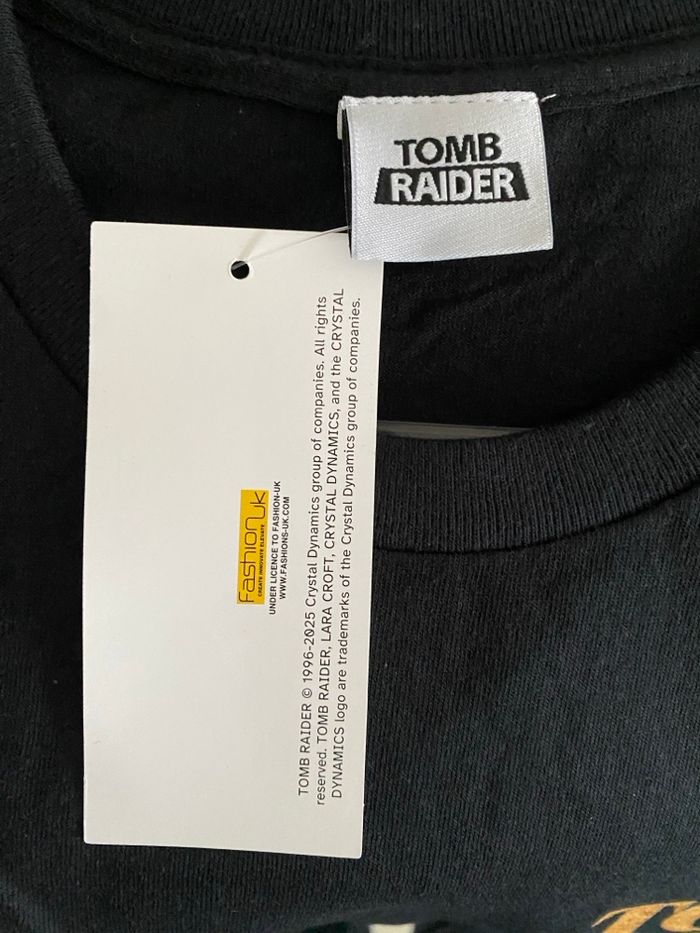 TOMB
RAIDER
Fashion UK
CREATE INNOVATE ELEVATE
UNDER LICENCE TO FASHION-UK
WWW.FASHIONS-UK.COM
TOMB RAIDER © 1996-2025 Crystal Dynamics group of companies. All rights
reserved. TOMB RAIDER, LARA CROFT, CRYSTAL DYNAMICS, and the CRYSTAL
DYNAMICS logo are trademarks of the Crystal Dynamics group of companies.